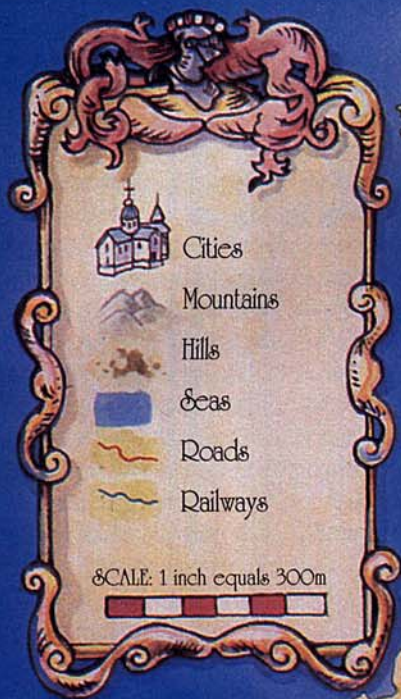 Cities
Mountains
Hills
Seas
Roads
Railways
SCALE: 1 inch equals 300m